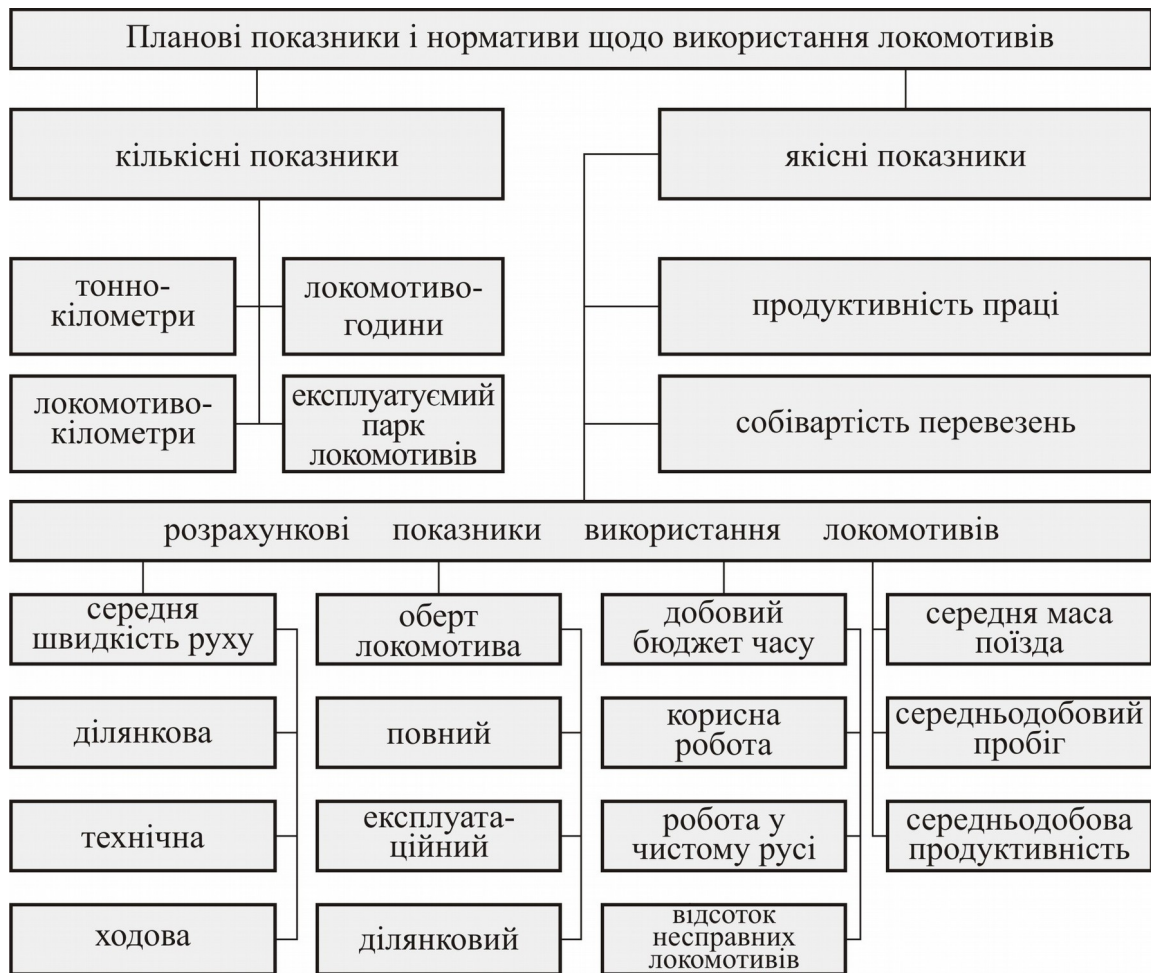 Планові показники і нормативи щодо використання локомотивів
кількісні показники
якісні показники
тонно-
кілометри
локомотиво-
години
продуктивність праці
локомотиво-
кілометри
експлуатуємий
парк
локомотивів
собівартість перевезень
розрахункові показники використання локомотивів
середня
швидкість руху
оберт
локомотива
добовий
бюджет часу
середня маса
поїзда
ділянкова
повний
корисна
робота
середньодобовий
пробіг
технічна
експлуата-
ційний
робота у
чистому русі
середньодобова
продуктивність
ходова
ділянковий
відсоток
несправних
локомотивів